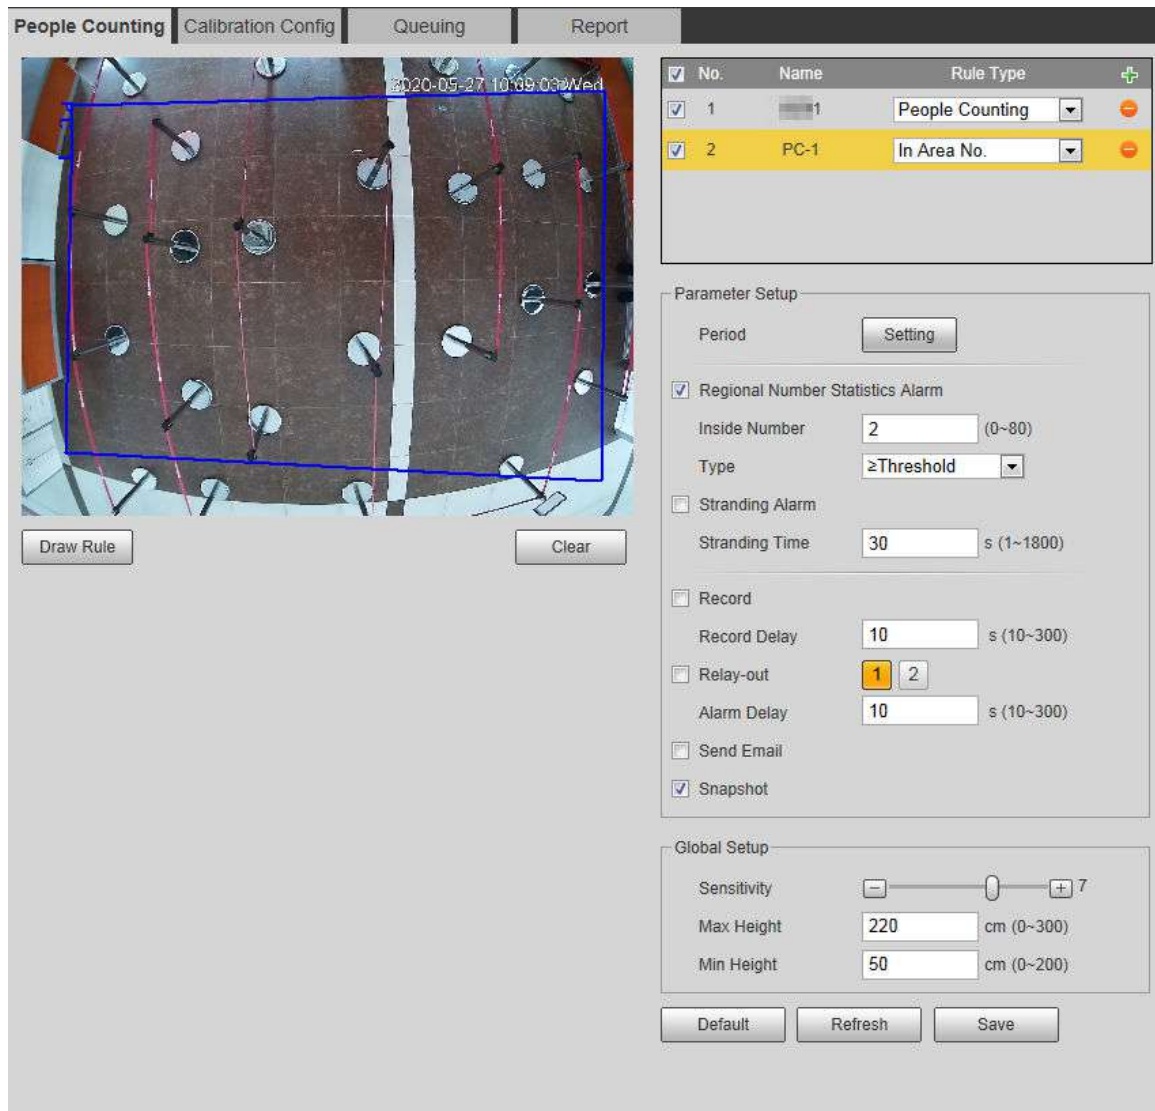 People Counting Calibration Config Queuing Report
2020-05-27 10:09:03 Wed
No. Name Rule Type
1 1 People Counting
2 PC-1 In Area No.
Parameter Setup
Period Setting
Regional Number Statistics Alarm
Inside Number 2 (0~80)
Type ≥Threshold
Stranding Alarm
Draw Rule Clear
Stranding Time 30 s (1~1800)
Record
Record Delay 10 s (10~300)
Relay-out 1 2
Alarm Delay 10 s (10~300)
Send Email
Snapshot
Global Setup
Sensitivity 7
Max Height 220 cm (0~300)
Min Height 50 cm (0~200)
Default Refresh Save